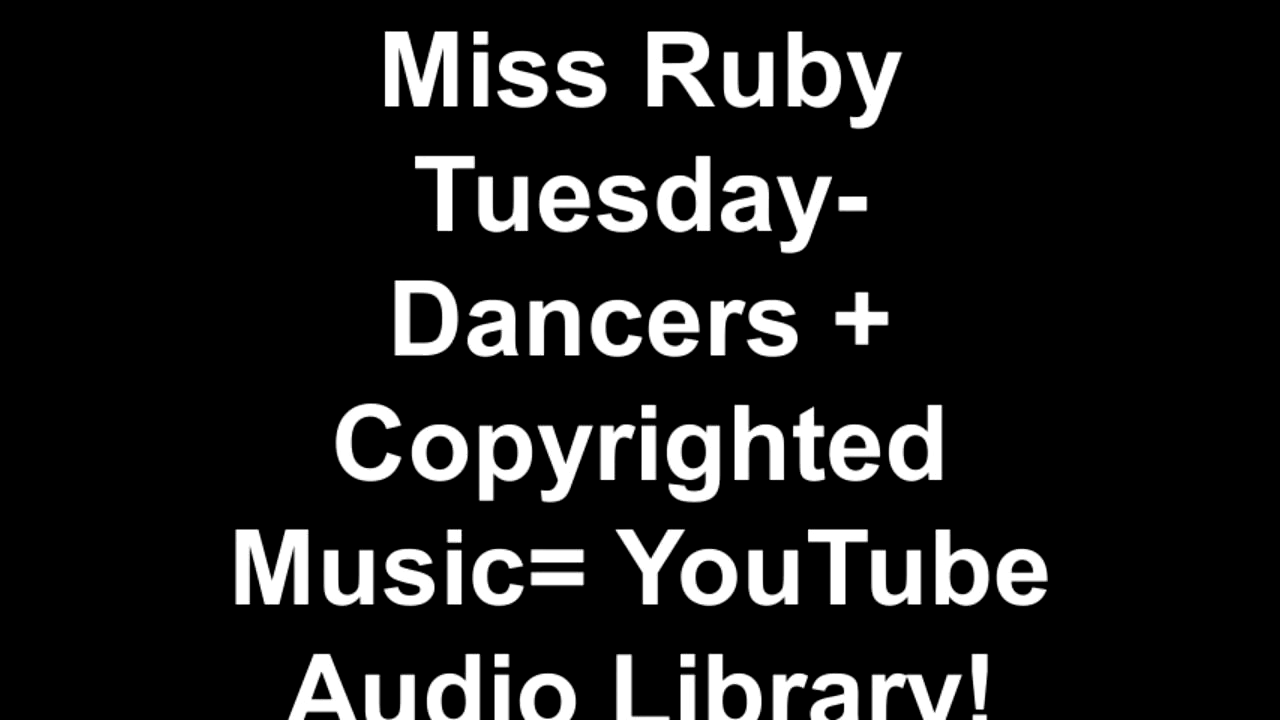 Miss Ruby
Tuesday-
Dancers +
Copyrighted
Music= YouTube
Audio Library!